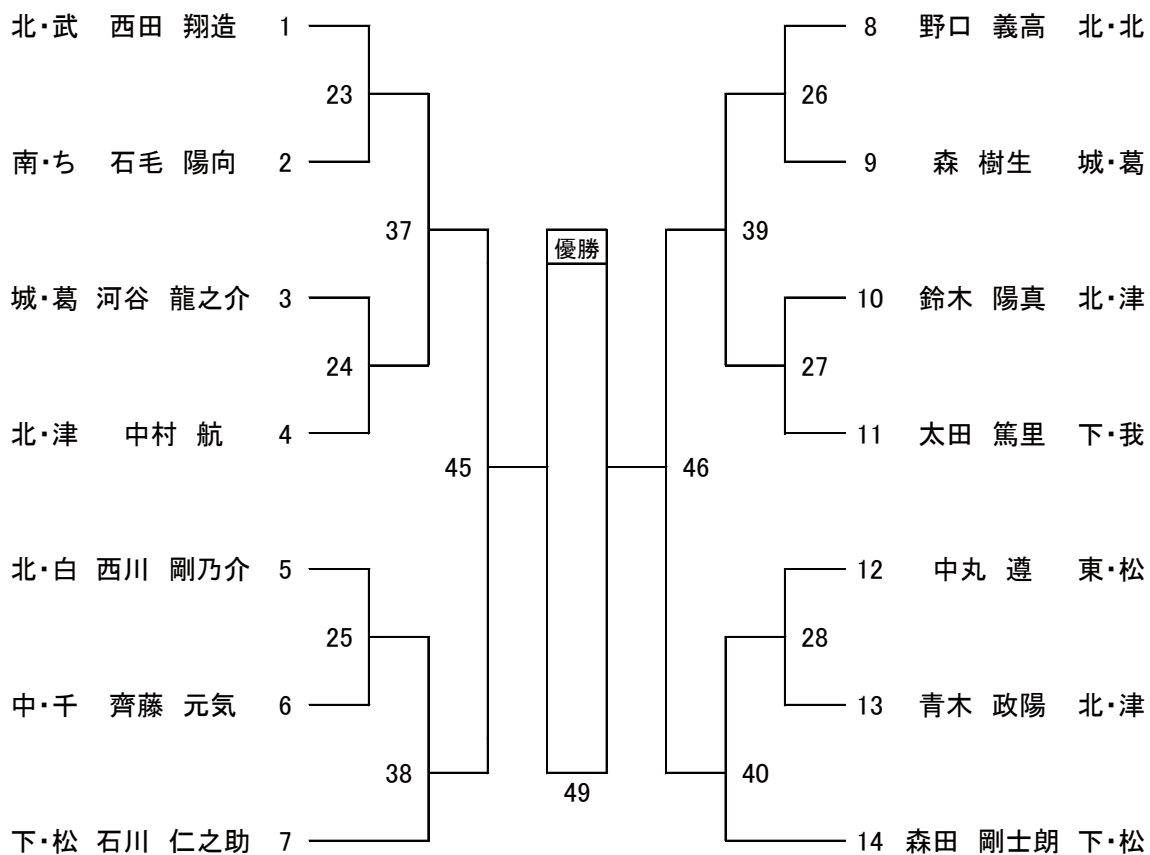 北・武 西田 翔造 1
23
南・ち 石毛 陽向 2
37
城・葛 河谷 龍之介 3
24
北・津 中村 航 4
45
北・白 西川 剛乃介 5
25
中・千 齊藤 元気 6
38
下・松 石川 仁之助 7
優勝
49
8 野口 義高 北・北
26
9 森 樹生 城・葛
39
10 鈴木 陽真 北・津
27
11 太田 篤里 下・我
46
12 中丸 遵 東・松
28
13 青木 政陽 北・津
40
14 森田 剛士朗 下・松